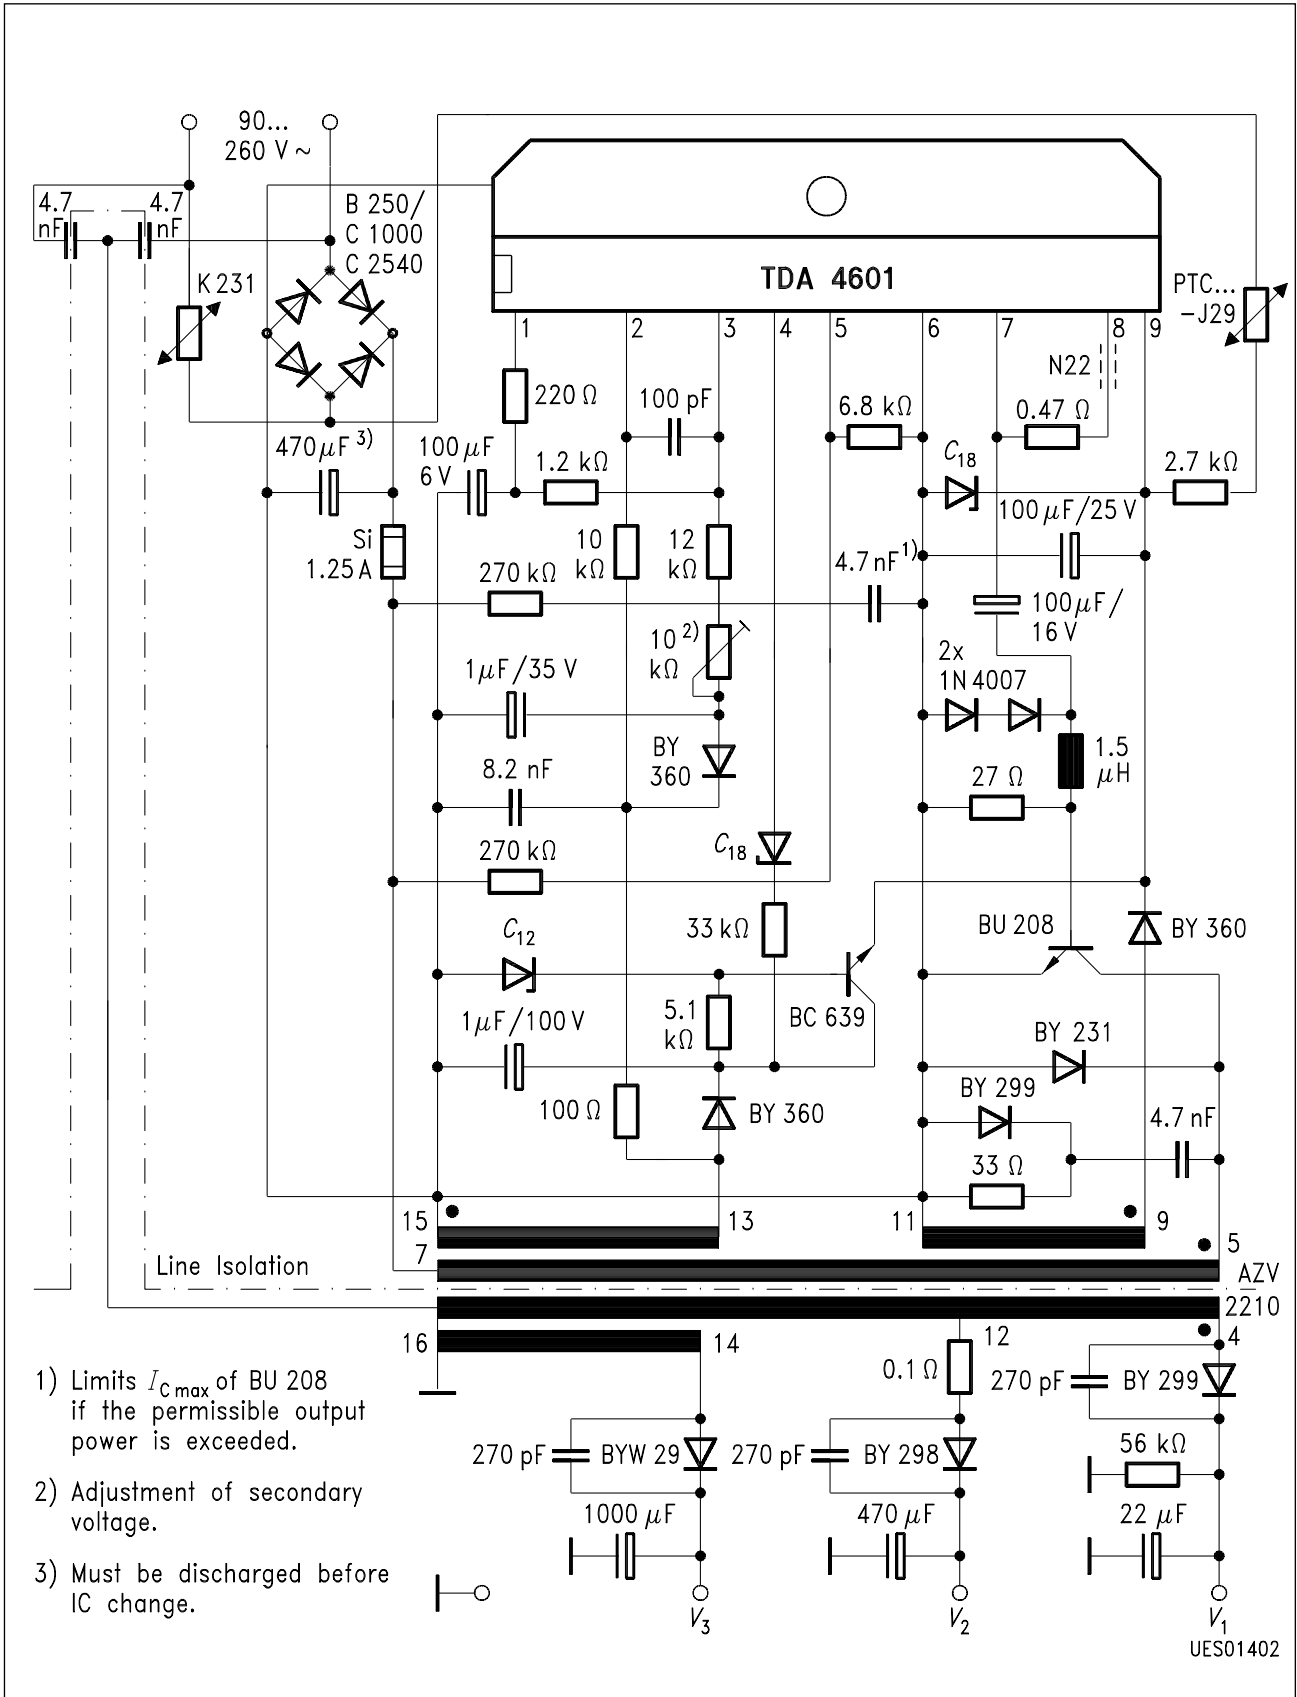 90...
260 V ~
4.7
nF
4.7
nF
B 250/
C 1000
C 2540
K 231
TDA 4601
PTC...
-J29
1
2
3
4
5
6
7
8
9
N22
220 Ω
100 pF
6.8 kΩ
0.47 Ω
470 µF 3)
100 µF
6 V
1.2 kΩ
C18
2.7 kΩ
100 µF/25 V
Si
1.25 A
10
kΩ
12
kΩ
4.7 nF 1)
270 kΩ
100 µF/
16 V
10 2)
kΩ
2x
1N 4007
1 µF/35 V
BY
360
1.5
µH
8.2 nF
27 Ω
C18
270 kΩ
33 kΩ
BU 208
BY 360
C12
BC 639
5.1
kΩ
1 µF/100 V
BY 231
BY 299
100 Ω
BY 360
4.7 nF
33 Ω
15
13
11
9
7
5
Line Isolation
AZV
2210
16
14
12
4
0.1 Ω
270 pF
BY 299
1) Limits IC max of BU 208
if the permissible output
power is exceeded.
270 pF
BYW 29
270 pF
BY 298
56 kΩ
2) Adjustment of secondary
voltage.
1000 µF
470 µF
22 µF
3) Must be discharged before
IC change.
V3
V2
V1
UES01402